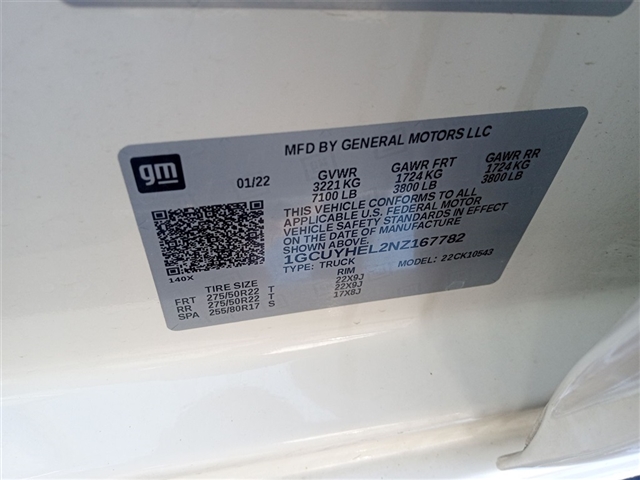 MFD BY GENERAL MOTORS LLC
gm
01/22
GVWR GAWR FRT GAWR RR
3221 KG 1724 KG 1724 KG
7100 LB 3800 LB 3800 LB
THIS VEHICLE CONFORMS TO ALL
APPLICABLE U.S. FEDERAL MOTOR
VEHICLE SAFETY STANDARDS IN EFFECT
ON THE DATE OF MANUFACTURE
SHOWN ABOVE.
1GCUYHEL2NZ167782
TYPE: TRUCK MODEL: 22CK10543
140X
TIRE SIZE RIM
FRT 275/50R22 T 22X9J
RR 275/50R22 T 22X9J
SPA 255/80R17 S 17X8J